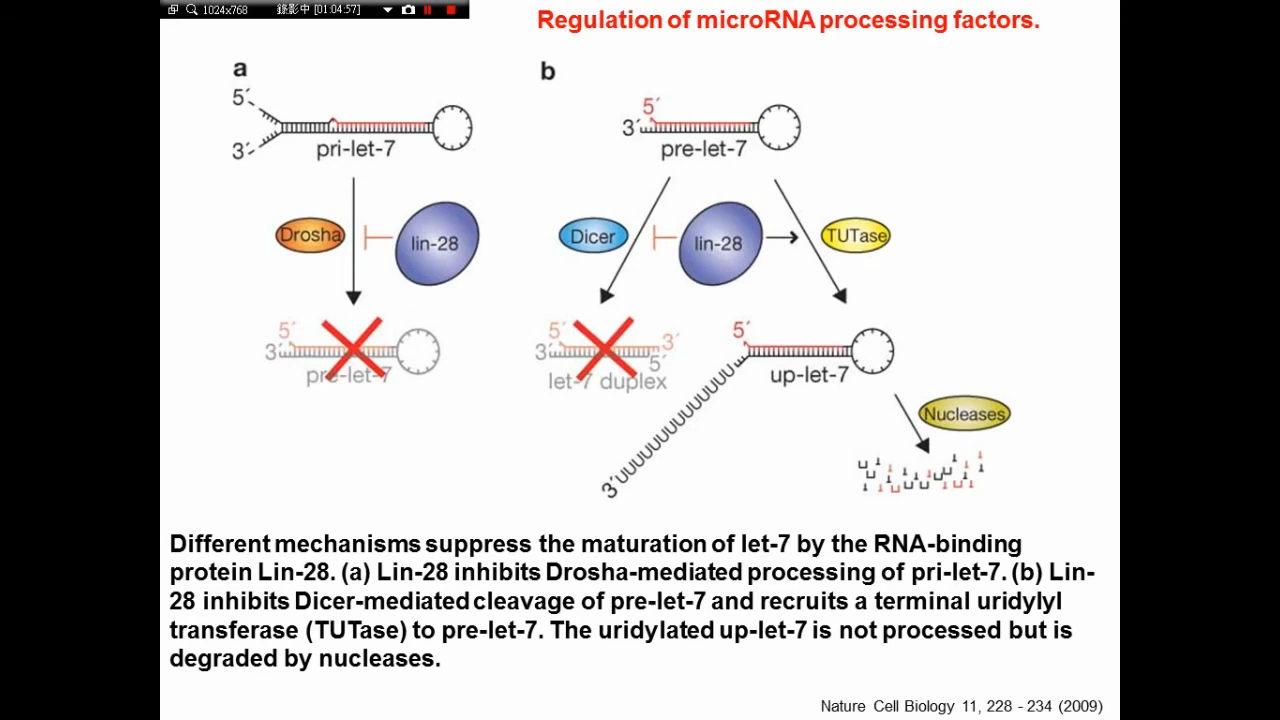 1024x768 錄影中 [01:04:57]
Regulation of microRNA processing factors.
a
5´
3´
pri-let-7
Drosha
lin-28
5´
3´
pre-let-7
b
5´
3´
pre-let-7
Dicer
lin-28
TUTase
5´
3´
3´
5´
let-7 duplex
5´
up-let-7
3´UUUUUUUUUUUUUUU
Nucleases
Different mechanisms suppress the maturation of let-7 by the RNA-binding
protein Lin-28. (a) Lin-28 inhibits Drosha-mediated processing of pri-let-7. (b) Lin-
28 inhibits Dicer-mediated cleavage of pre-let-7 and recruits a terminal uridylyl
transferase (TUTase) to pre-let-7. The uridylated up-let-7 is not processed but is
degraded by nucleases.
Nature Cell Biology 11, 228 - 234 (2009)